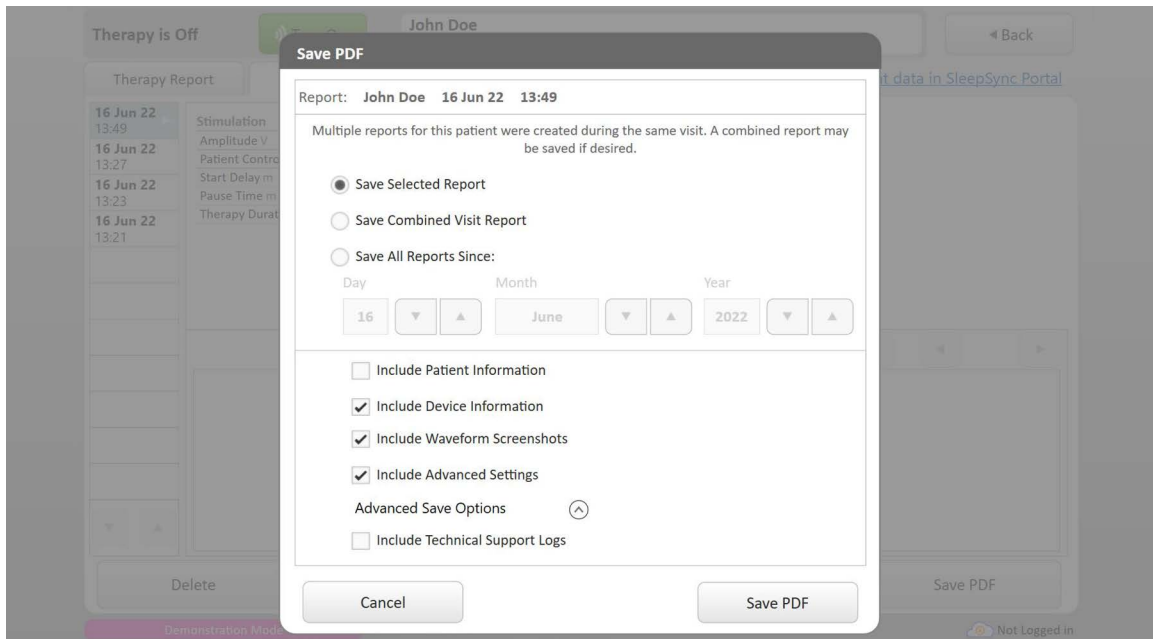 Therapy is Off
John Doe
Back
Save PDF
Therapy Report
t data in SleepSync Portal
Report: John Doe 16 Jun 22 13:49
16 Jun 22
13:49
16 Jun 22
13:27
16 Jun 22
13:23
16 Jun 22
13:21
Stimulation
Amplitude V
Patient Contro
Start Delay m
Pause Time m
Therapy Durat
Multiple reports for this patient were created during the same visit. A combined report may
be saved if desired.
Save Selected Report
Save Combined Visit Report
Save All Reports Since:
Day Month Year
16 June 2022
Include Patient Information
Include Device Information
Include Waveform Screenshots
Include Advanced Settings
Advanced Save Options
Include Technical Support Logs
Delete
Cancel
Save PDF
Save PDF
Demonstration Mode
Not Logged in